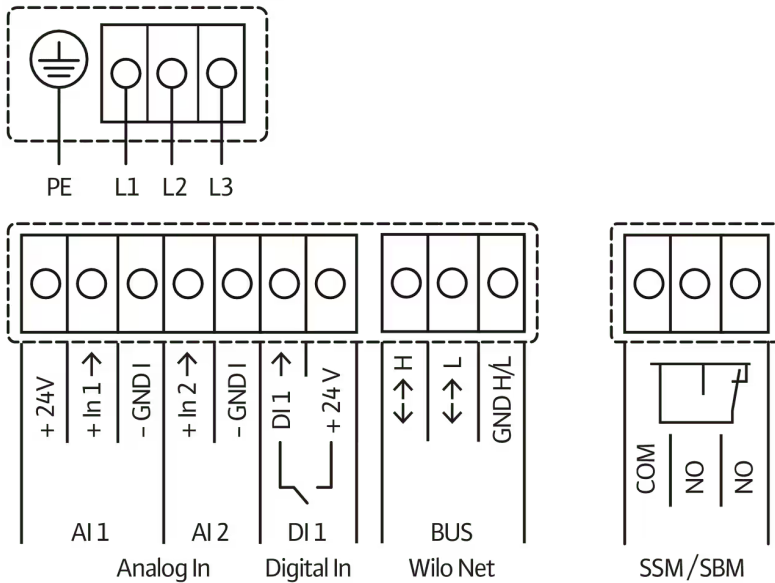 PE L1 L2 L3
+ 24V
+ In 1
- GND I
+ In 2
- GND I
DI 1
+ 24 V
H
L
GND H/L
COM
NO
NO
AI 1 AI 2 DI 1 BUS
Analog In Digital In Wilo Net SSM/SBM